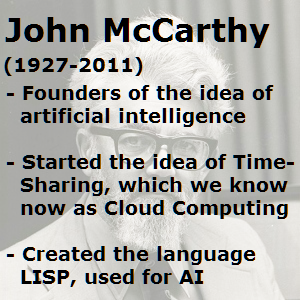 John McCarthy
(1927-2011)
- Founders of the idea of
artificial intelligence
- Started the idea of Time-
Sharing, which we know
now as Cloud Computing
- Created the language
LISP, used for AI